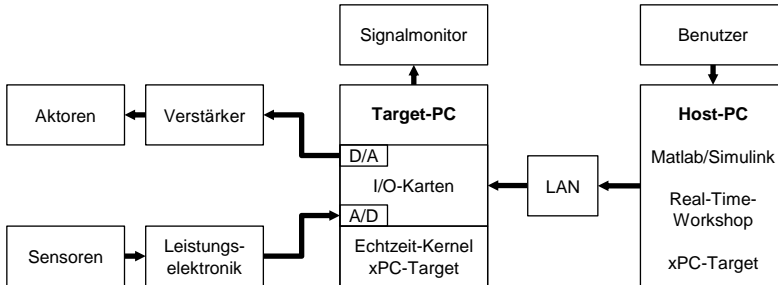 Signalmonitor
Benutzer
Aktoren
Verstärker
Target-PC
Host-PC
D/A
Matlab/Simulink
I/O-Karten
LAN
Real-Time-
Workshop
A/D
Sensoren
Leistungs-
elektronik
Echtzeit-Kernel
xPC-Target
xPC-Target